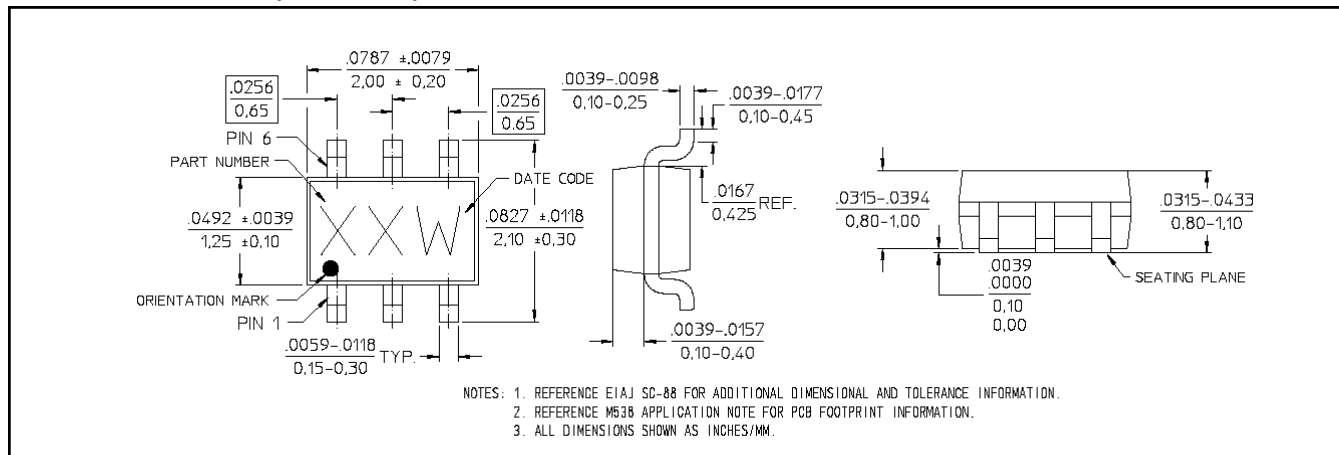 .0787 ±.0079
2,00 ± 0,20
.0256
0,65
.0256
0.65
PIN 6
PART NUMBER
DATE CODE
.0492 ±.0039
1,25 ±0,10
XXW
.0827 ±.0118
2,10 ±0,30
ORIENTATION MARK
PIN 1
.0059-.0118 TYP.
0,15-0,30
.0039-.0098
0,10-0,25
.0039-.0177
0,10-0,45
.0167 REF.
0,425
.0039-.0157
0,10-0,40
.0315-.0394
0,80-1,00
.0315-.0433
0,80-1,10
.0039
.0000
0,10
0,00
SEATING PLANE
NOTES: 1. REFERENCE EIAJ SC-88 FOR ADDITIONAL DIMENSIONAL AND TOLERANCE INFORMATION.
2. REFERENCE M538 APPLICATION NOTE FOR PCB FOOTPRINT INFORMATION.
3. ALL DIMENSIONS SHOWN AS INCHES/MM.